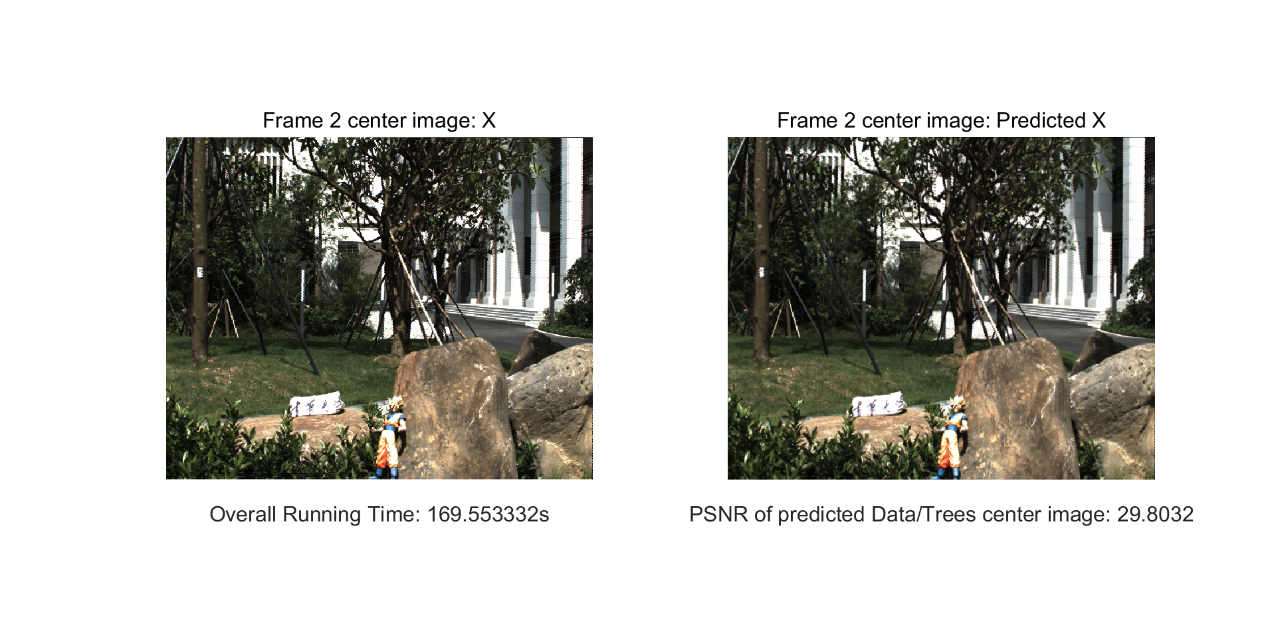 Frame 2 center image: X
Frame 2 center image: Predicted X
Overall Running Time: 169.553332s
PSNR of predicted Data/Trees center image: 29.8032